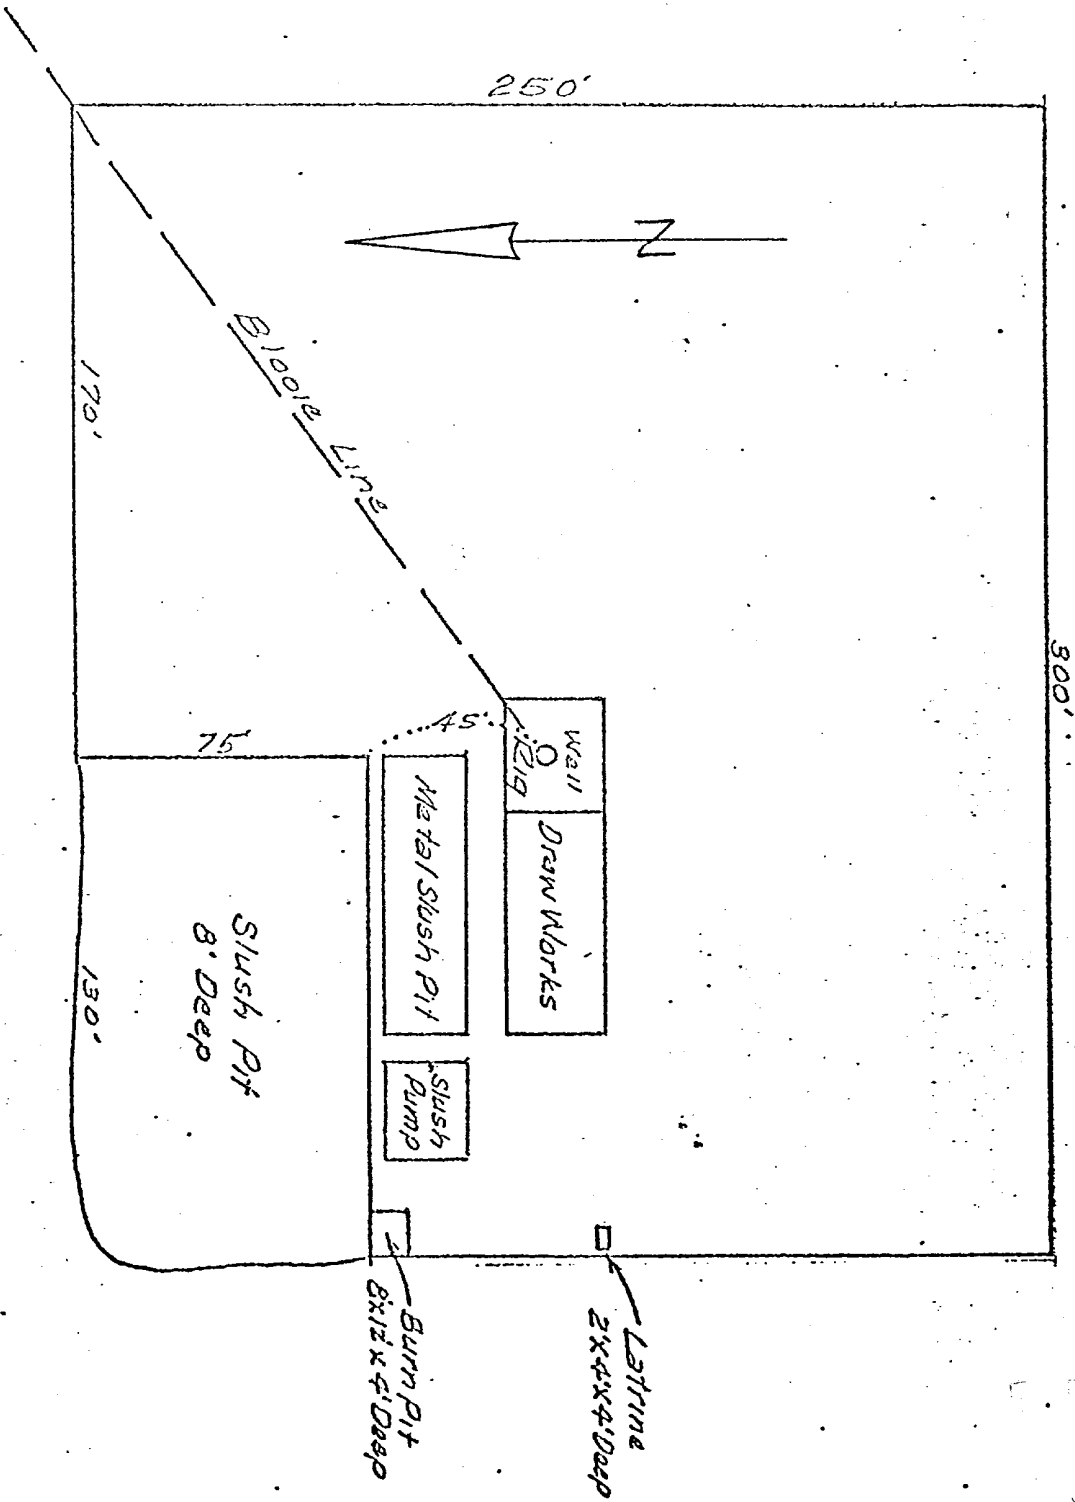 250'
N
300'
170'
Blooie Line
45'
75'
Well
Rig
Draw Works
Metal Slush Pit
Slush
Pump
Slush Pit
8' Deep
130'
Latrine
2'x4'x4' Deep
Burn Pit
8'x12'x4' Deep